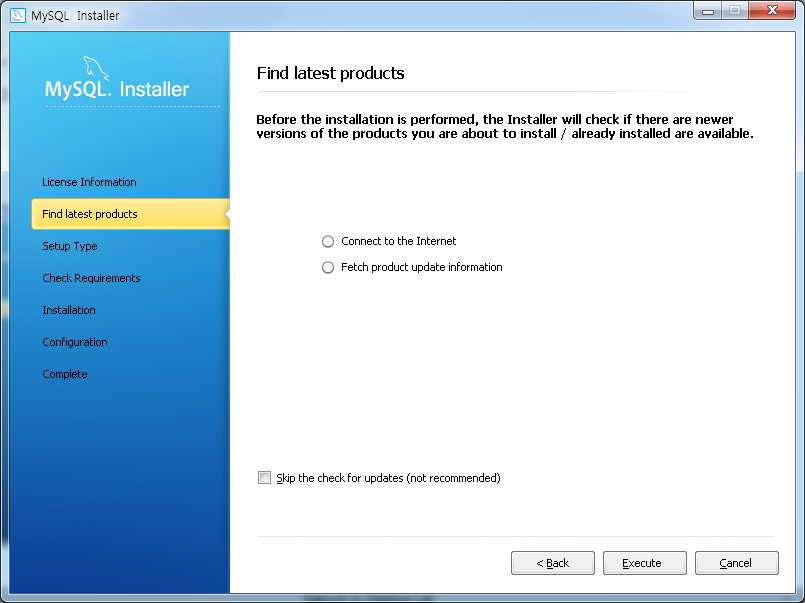 MySQL Installer
MySQL. Installer
License Information
Find latest products
Setup Type
Check Requirements
Installation
Configuration
Complete
Find latest products
Before the installation is performed, the Installer will check if there are newer
versions of the products you are about to install / already installed are available.
Connect to the Internet
Fetch product update information
Skip the check for updates (not recommended)
< Back
Execute
Cancel